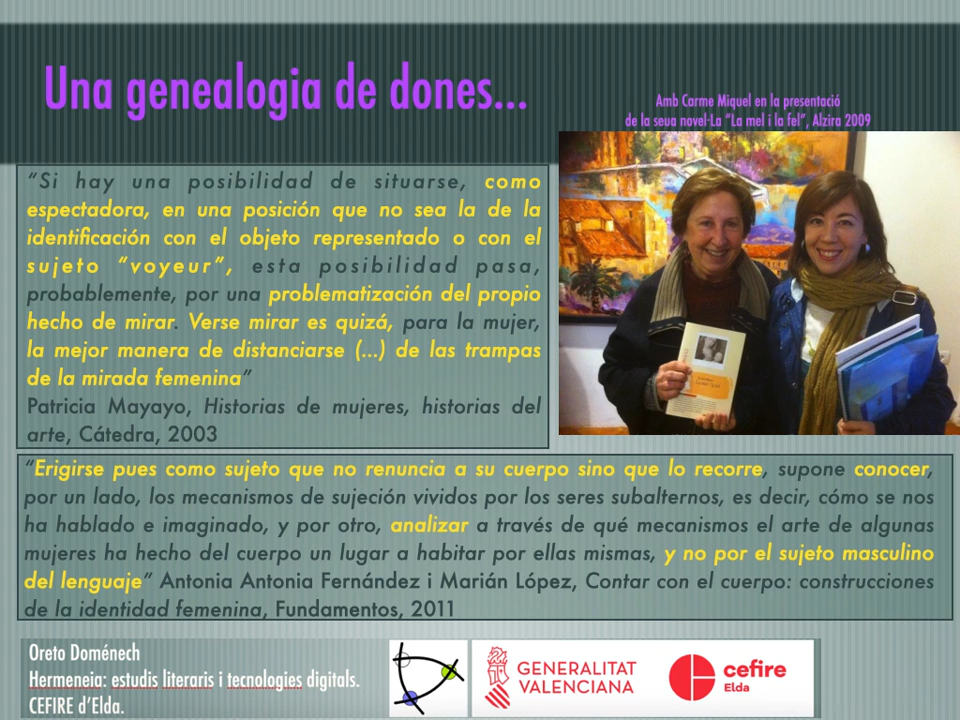 Una genealogia de dones...
Amb Carme Miquel en la presentació
de la seua novel·La "La mel i la fel", Alzira 2009
“Si hay una posibilidad de situarse, como
espectadora, en una posición que no sea la de la
identificación con el objeto representado o con el
sujeto “voyeur”, esta posibilidad pasa,
probablemente, por una problematización del propio
hecho de mirar. Verse mirar es quizá, para la mujer,
la mejor manera de distanciarse (...) de las trampas
de la mirada femenina”
Patricia Mayayo, Historias de mujeres, historias del
arte, Cátedra, 2003
“Erigirse pues como sujeto que no renuncia a su cuerpo sino que lo recorre, supone conocer,
por un lado, los mecanismos de sujeción vividos por los seres subalternos, es decir, cómo se nos
ha hablado e imaginado, y por otro, analizar a través de qué mecanismos el arte de algunas
mujeres ha hecho del cuerpo un lugar a habitar por ellas mismas, y no por el sujeto masculino
del lenguaje” Antonia Antonia Fernández i Marián López, Contar con el cuerpo: construcciones
de la identidad femenina, Fundamentos, 2011
Oreto Doménech
Hermeneia: estudis literaris i tecnologies digitals.
CEFIRE d’Elda.
GENERALITAT
VALENCIANA
cefire
Elda